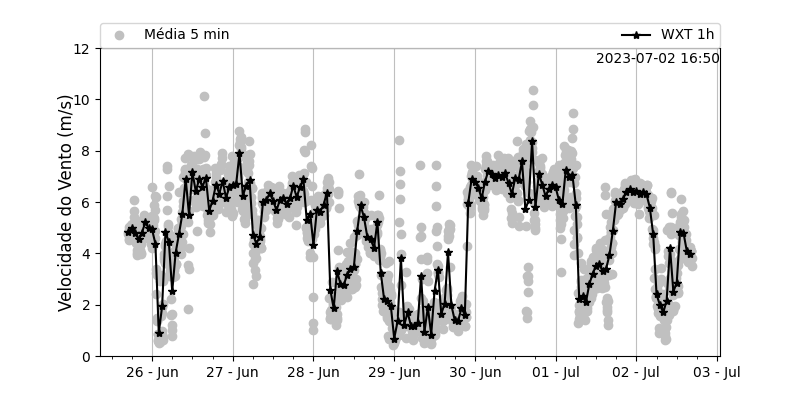 Média 5 min
WXT 1h
2023-07-02 16:50
Velocidade do Vento (m/s)
12
10
8
6
4
2
0
26 - Jun
27 - Jun
28 - Jun
29 - Jun
30 - Jun
01 - Jul
02 - Jul
03 - Jul